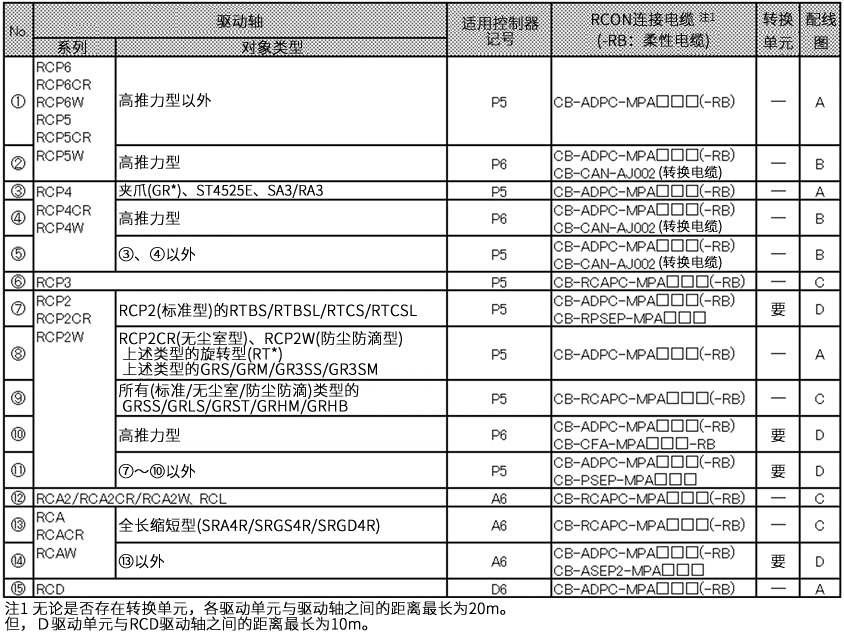 No. 驱动轴 适用控制器记号 RCON连接电缆 注1 (-RB：柔性电缆) 转换单元 配线图
系列 对象类型
① RCP6 RCP6CR RCP6W RCP5 RCP5CR RCP5W 高推力型以外 P5 CB-ADPC-MPA□□□(-RB) — A
② 高推力型 P6 CB-ADPC-MPA□□□(-RB) — B
CB-CAN-AJ002 (转换电缆)
③ RCP4 夹爪(GR*)、ST4525E、SA3/RA3 P5 CB-ADPC-MPA□□□(-RB) — A
④ RCP4CR RCP4W 高推力型 P6 CB-ADPC-MPA□□□(-RB) — B
CB-CAN-AJ002 (转换电缆)
⑤ ③、④以外 P5 CB-ADPC-MPA□□□(-RB) — B
CB-CAN-AJ002 (转换电缆)
⑥ RCP3 P5 CB-RCAPC-MPA□□□(-RB) — C
⑦ RCP2 RCP2CR RCP2W RCP2(标准型)的RTBS/RTBSL/RTCS/RTCSL P5 CB-ADPC-MPA□□□(-RB) 要 D
CB-RPSEP-MPA□□□
⑧ RCP2CR(无尘室型)、RCP2W(防尘防滴型)
上述类型的旋转型(RT*) P5 CB-ADPC-MPA□□□(-RB) — A
上述类型的GRS/GRM/GR3SS/GR3SM
⑨ 所有(标准/无尘室/防尘防滴)类型的 P5 CB-RCAPC-MPA□□□(-RB) — C
GRSS/GRLS/GRST/GRHM/GRHB
⑩ 高推力型 P6 CB-ADPC-MPA□□□(-RB) 要 D
CB-CFA-MPA□□□-RB
⑪ ⑦～⑩以外 P5 CB-ADPC-MPA□□□(-RB) 要 D
CB-PSEP-MPA□□□
⑫ RCA2/RCA2CR/RCA2W、RCL A6 CB-RCAPC-MPA□□□(-RB) — C
⑬ RCA RCACR RCAW 全长缩短型(SRA4R/SRGS4R/SRGD4R) A6 CB-RCAPC-MPA□□□(-RB) — C
⑭ ⑬以外 A6 CB-ADPC-MPA□□□(-RB) 要 D
CB-ASEP2-MPA□□□
⑮ RCD D6 CB-ADPC-MPA□□□(-RB) — A
注1 无论是否存在转换单元，各驱动单元与驱动轴之间的距离最长为20m。
但，D驱动单元与RCD驱动轴之间的距离最长为10m。